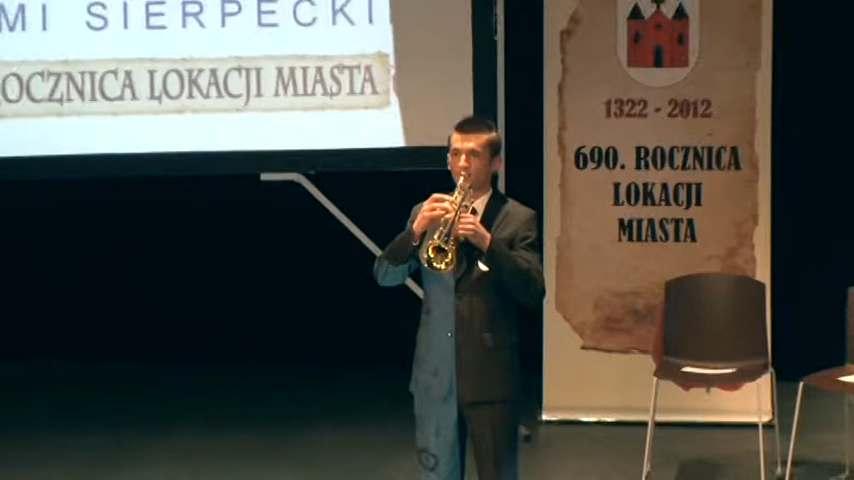 MI SIERPECKI
ROCZNICA LOKACJI MIASTA
1322 - 2012
690. ROCZNICA
LOKACJI
MIASTA